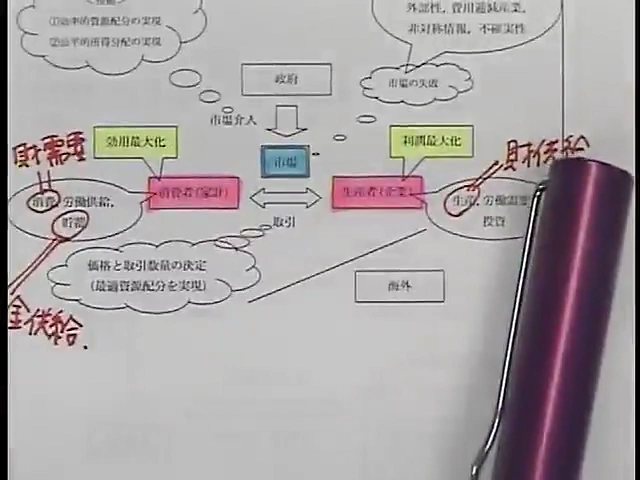 ①効率的資源配分の実現
②公平的所得分配の実現
外部性, 費用逓減産業,
非対称情報, 不確実性
政府
市場の失敗
市場介入
効用最大化
利潤最大化
財需要
財供給
市場
消費者(家計)
生産者(企業)
消費, 労働供給,
貯蓄
生産, 労働需要
投資
取引
価格と取引数量の決定
(最適資源配分を実現)
海外
金供給.